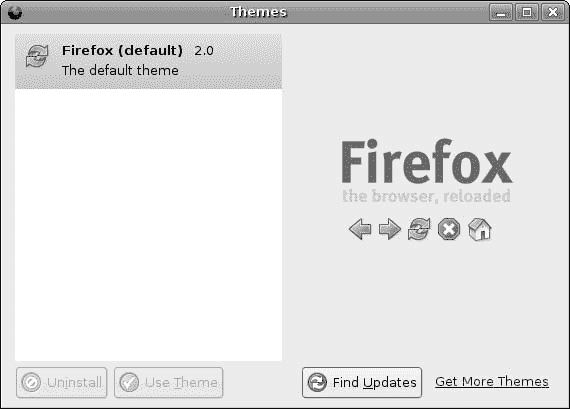 Themes
Firefox (default) 2.0
The default theme
Firefox
the browser, reloaded
Uninstall
Use Theme
Find Updates
Get More Themes